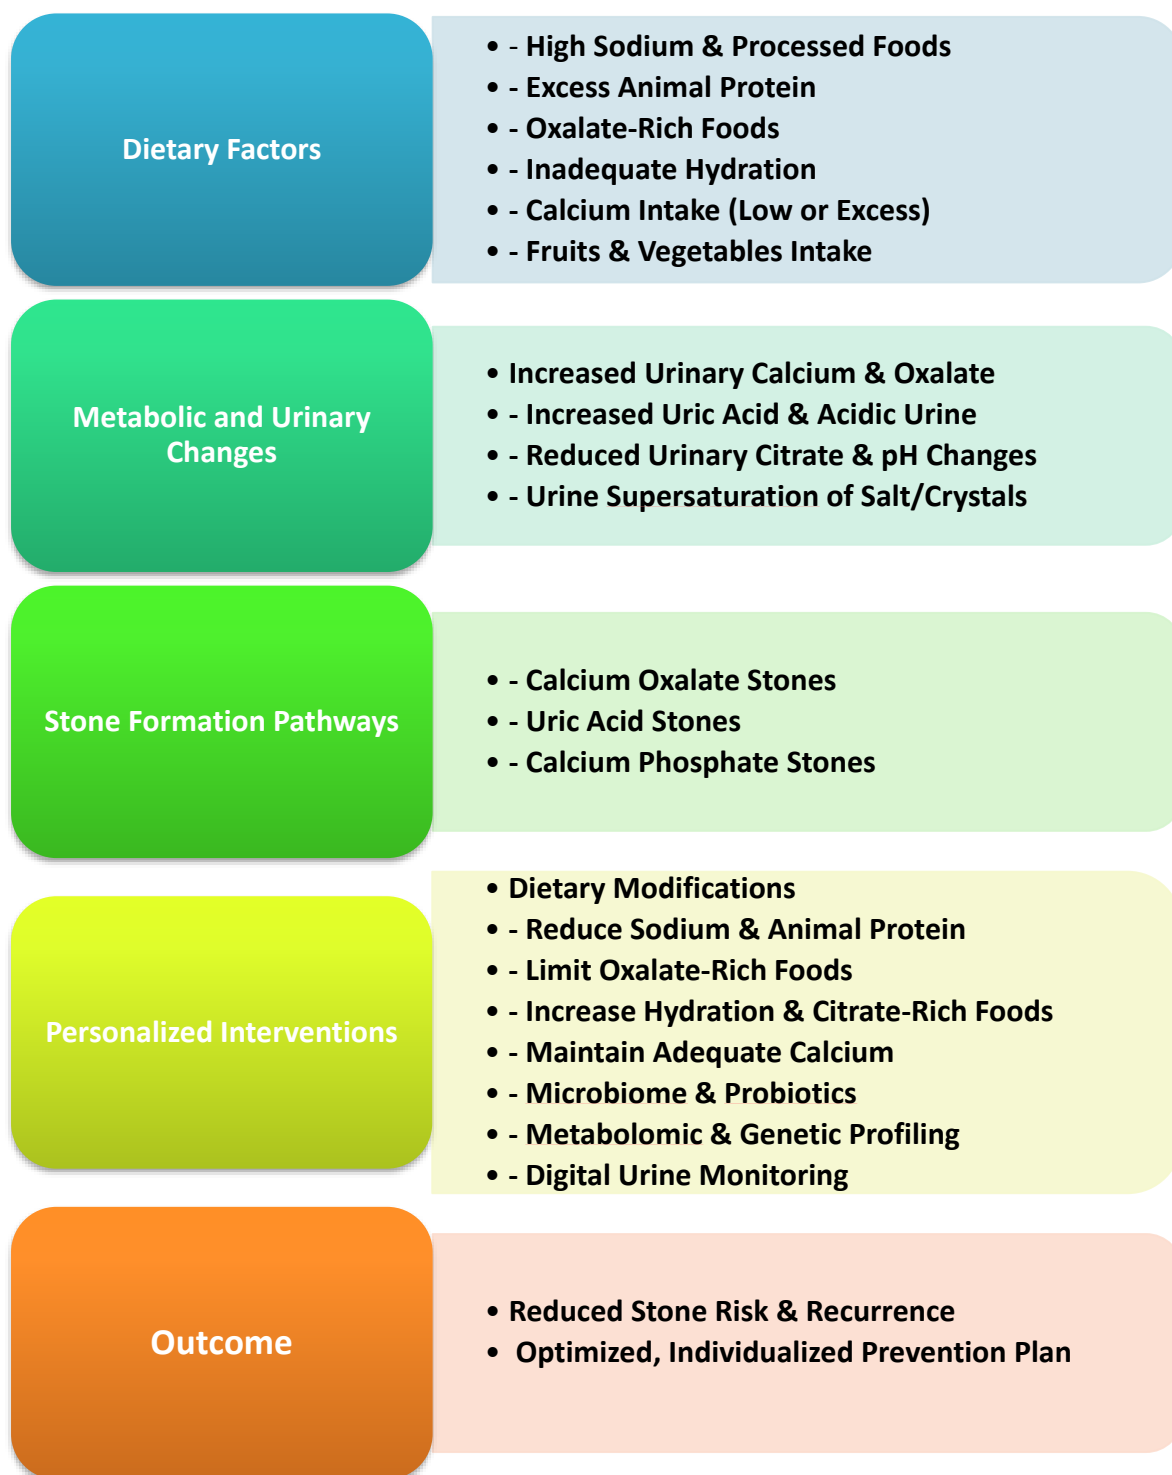 Dietary Factors
• - High Sodium & Processed Foods
• - Excess Animal Protein
• - Oxalate-Rich Foods
• - Inadequate Hydration
• - Calcium Intake (Low or Excess)
• - Fruits & Vegetables Intake
Metabolic and Urinary
Changes
• Increased Urinary Calcium & Oxalate
• - Increased Uric Acid & Acidic Urine
• - Reduced Urinary Citrate & pH Changes
• - Urine Supersaturation of Salt/Crystals
Stone Formation Pathways
• - Calcium Oxalate Stones
• - Uric Acid Stones
• - Calcium Phosphate Stones
Personalized Interventions
• Dietary Modifications
• - Reduce Sodium & Animal Protein
• - Limit Oxalate-Rich Foods
• - Increase Hydration & Citrate-Rich Foods
• - Maintain Adequate Calcium
• - Microbiome & Probiotics
• - Metabolomic & Genetic Profiling
• - Digital Urine Monitoring
Outcome
• Reduced Stone Risk & Recurrence
• Optimized, Individualized Prevention Plan